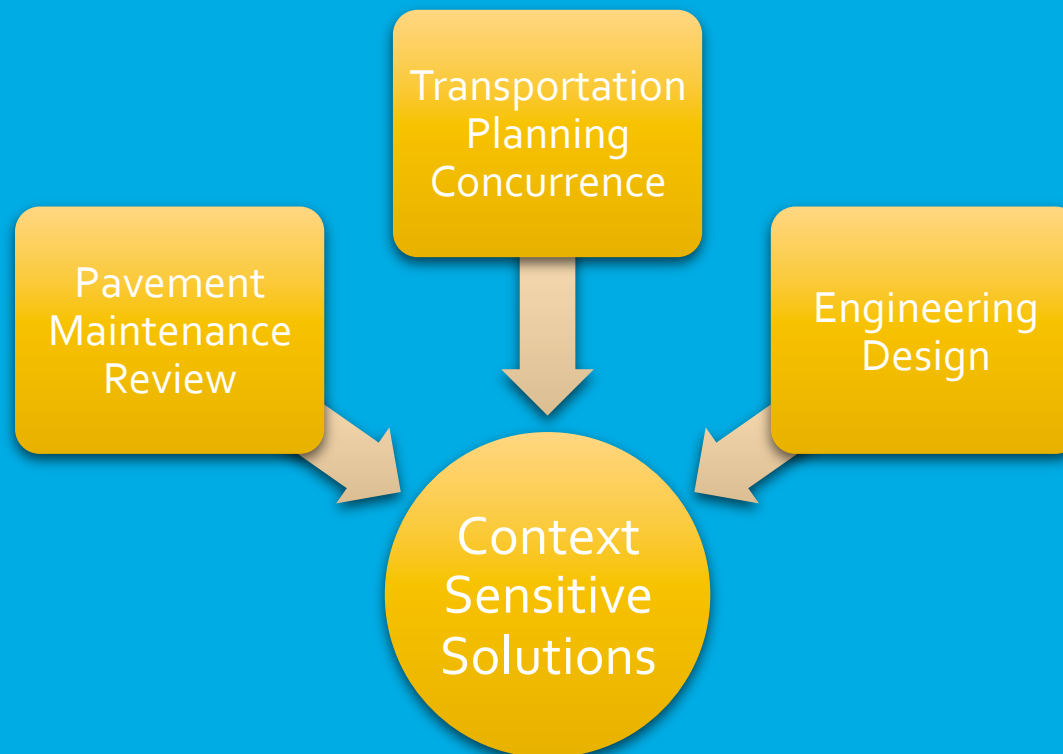 Transportation
Planning
Concurrence
Pavement
Maintenance
Review
Engineering
Design
Context
Sensitive
Solutions